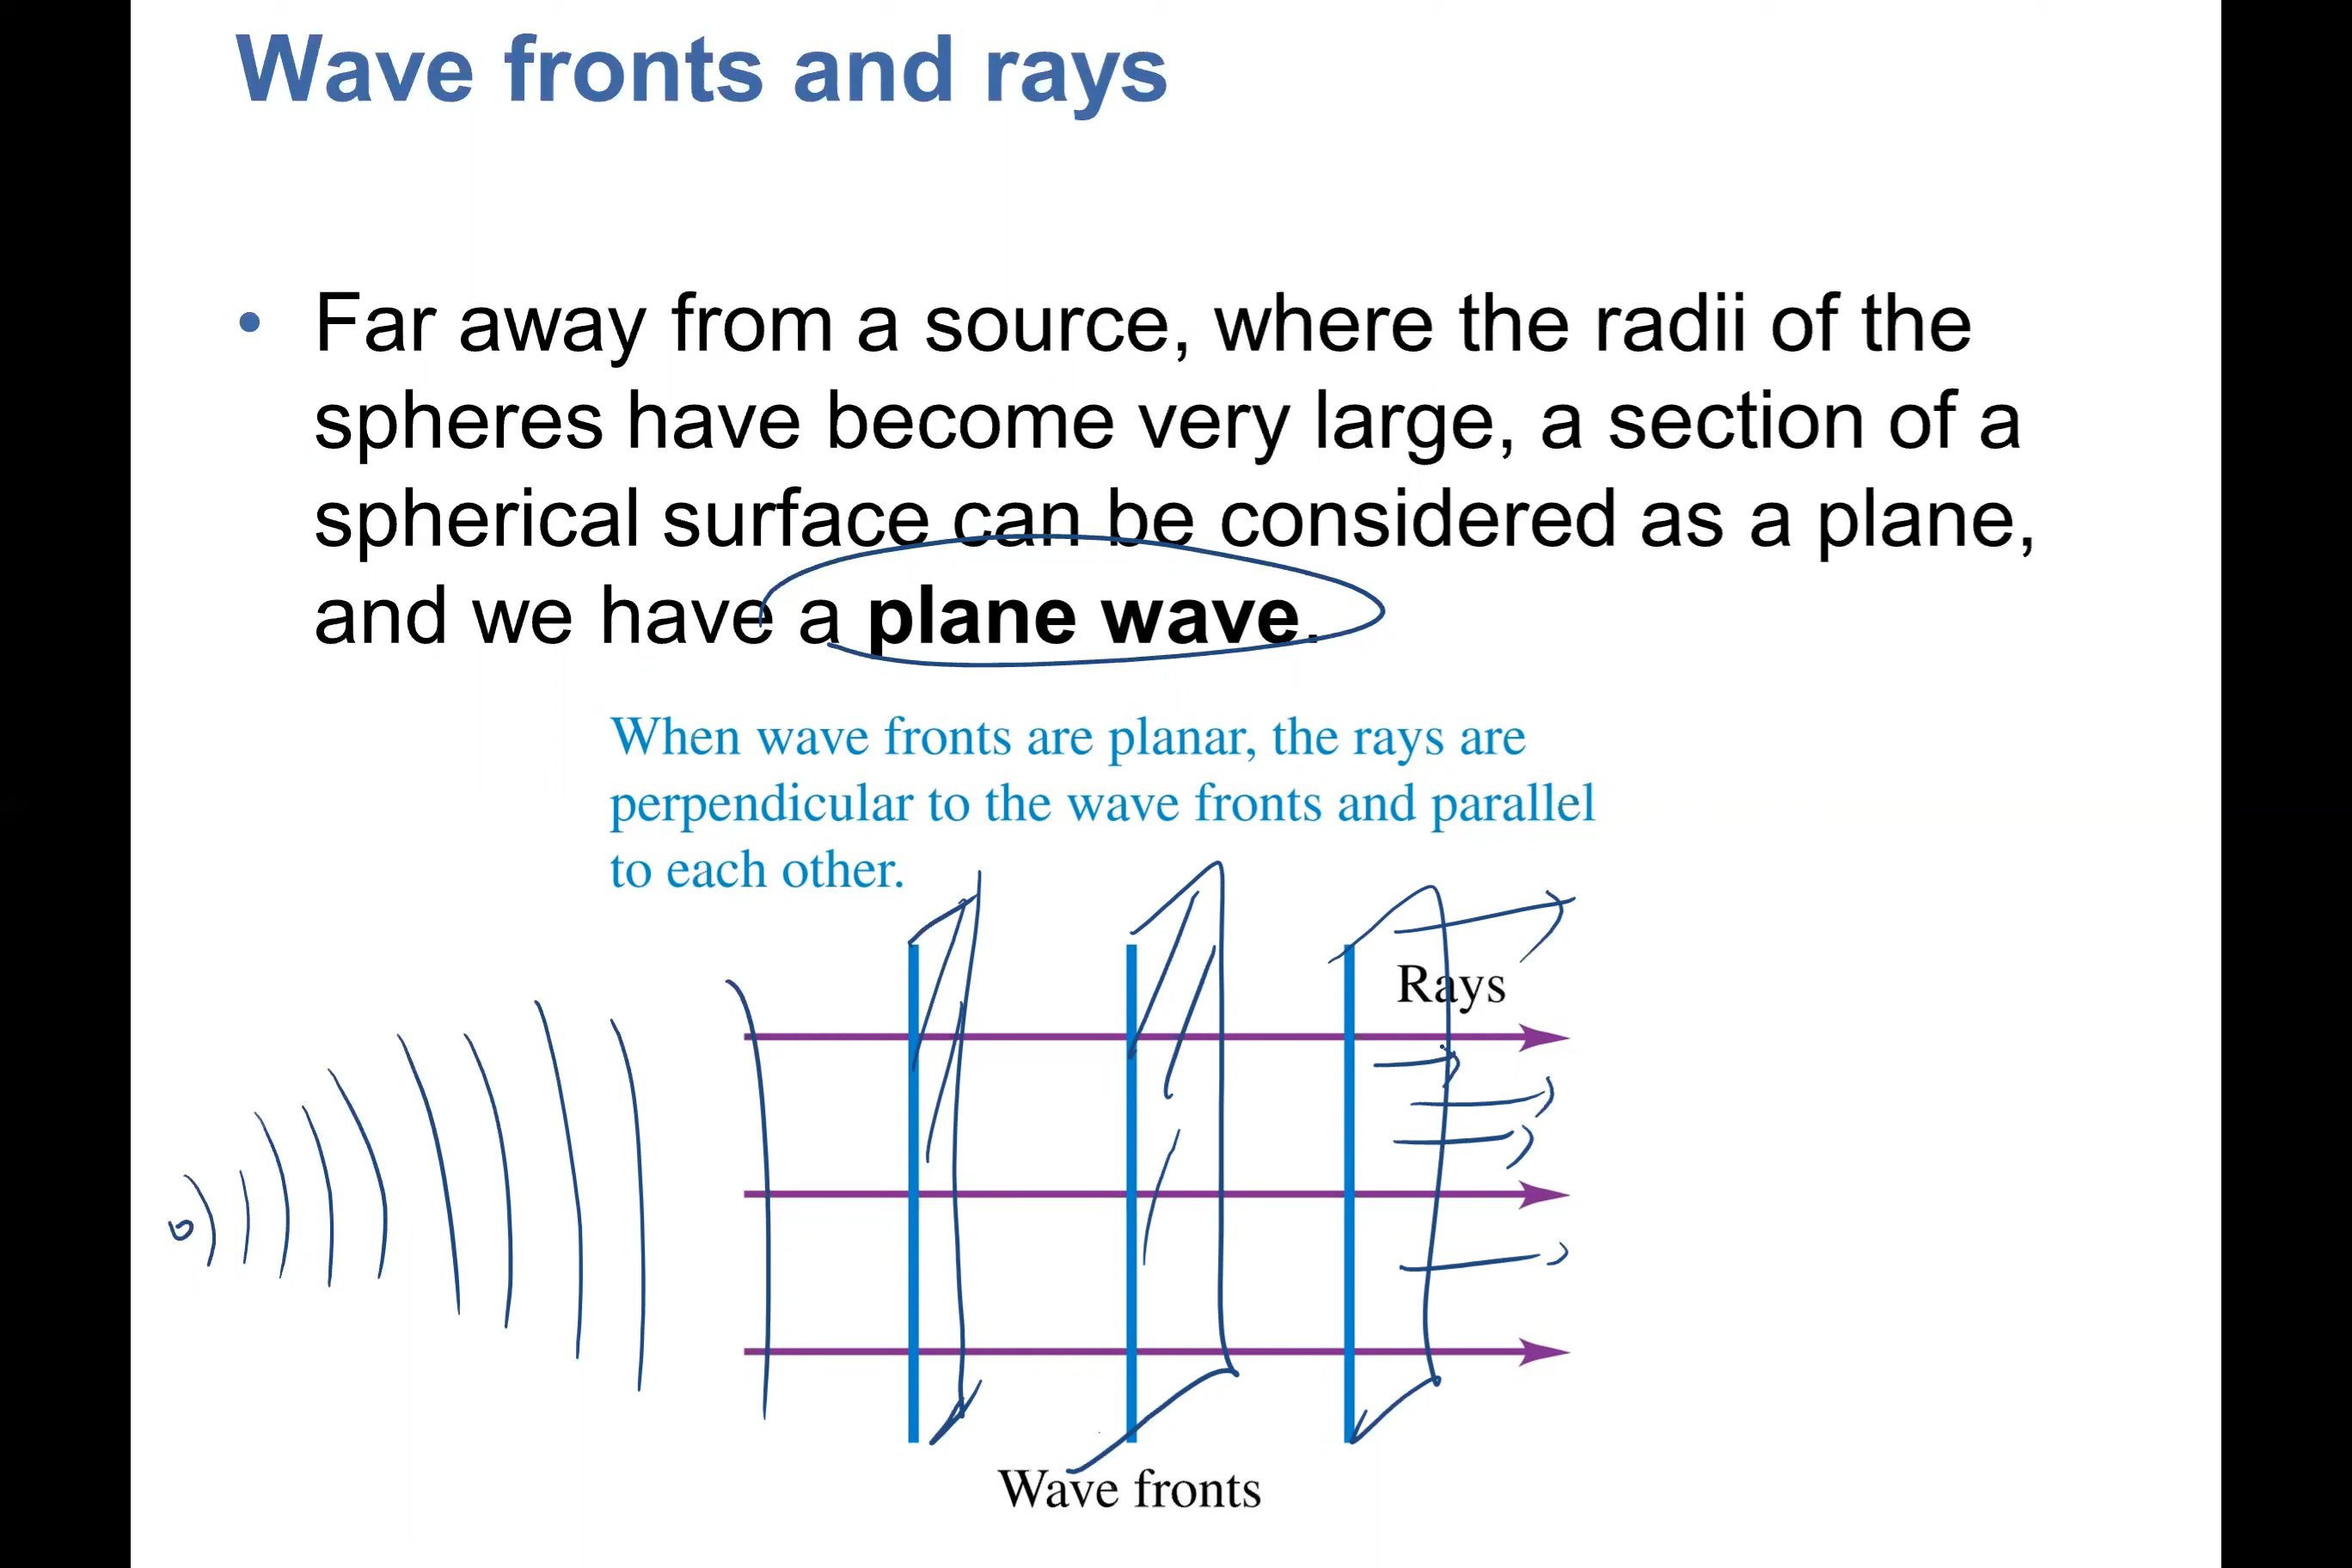 Wave fronts and rays
• Far away from a source, where the radii of the
spheres have become very large, a section of a
spherical surface can be considered as a plane,
and we have a plane wave.
When wave fronts are planar, the rays are
perpendicular to the wave fronts and parallel
to each other.
Rays
Wave fronts